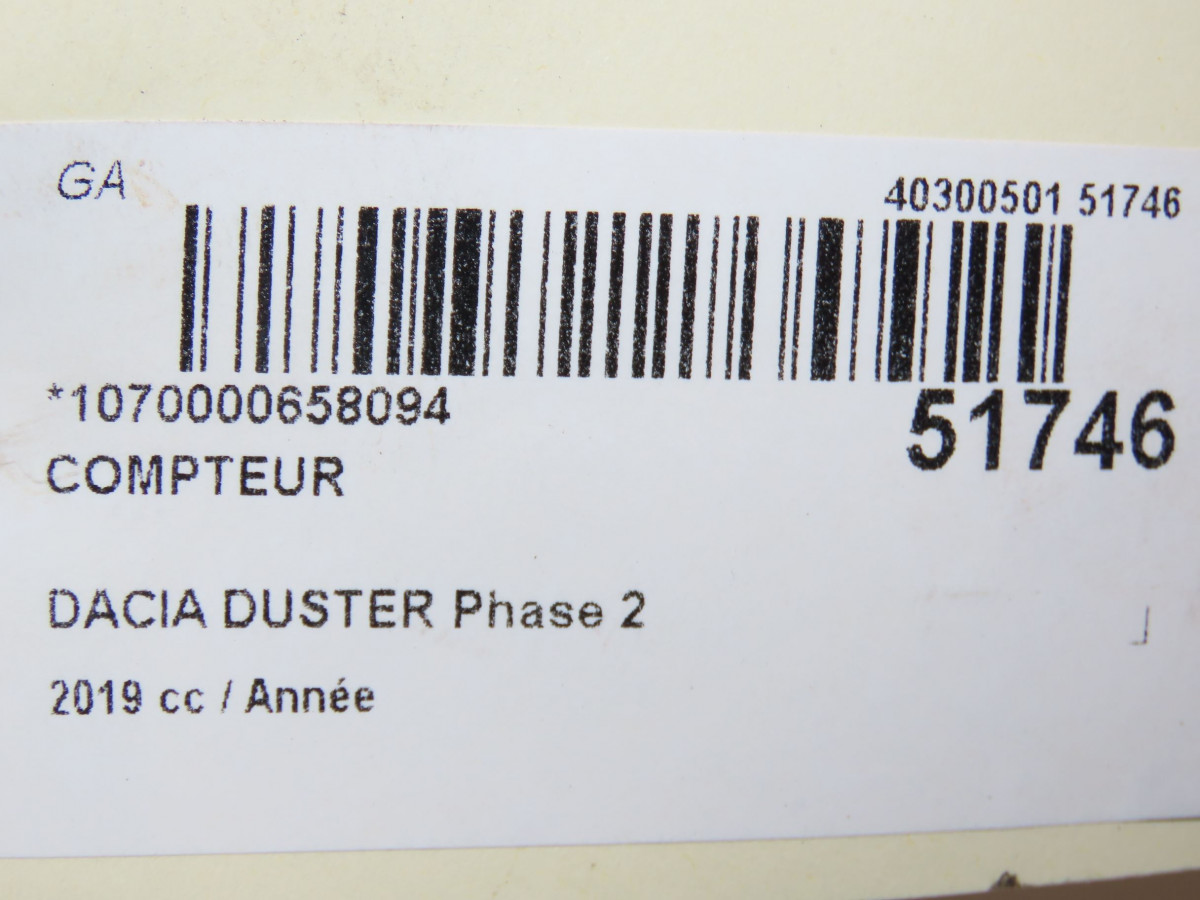 GA
40300501 51746
*1070000658094
51746
COMPTEUR
DACIA DUSTER Phase 2
2019 cc / Année